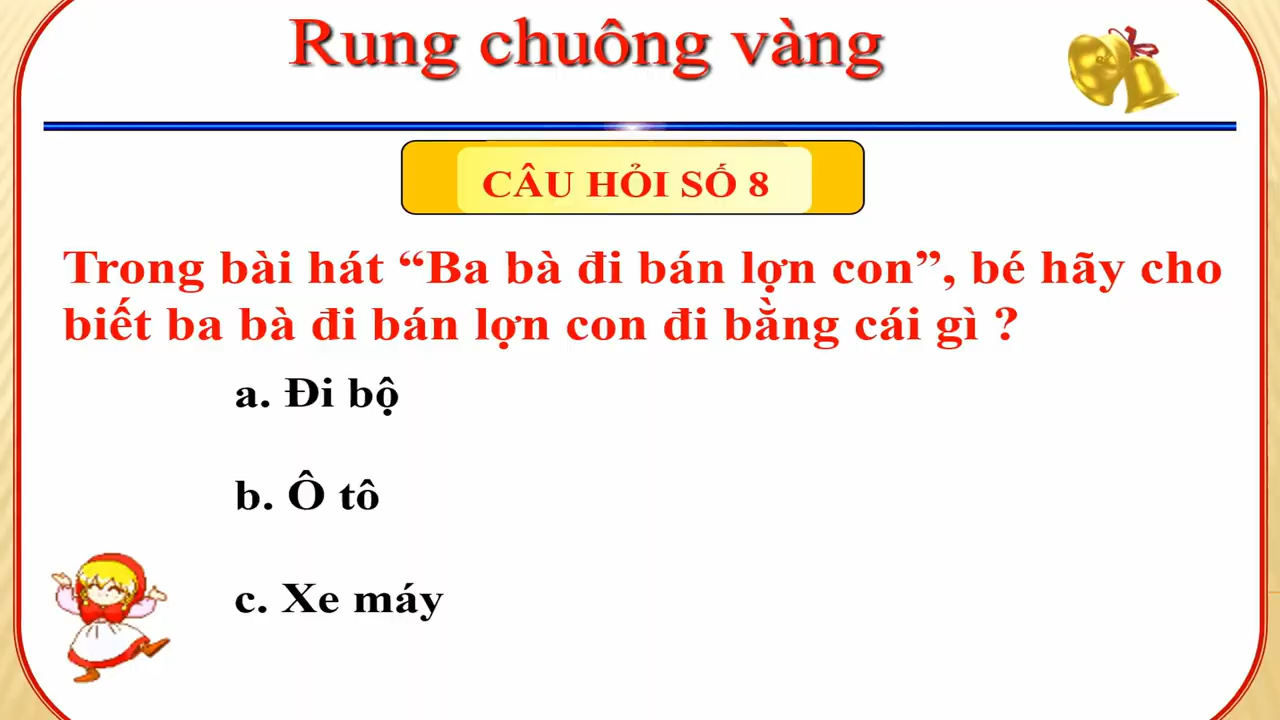 Rung chuông vàng
CÂU HỎI SỐ 8
Trong bài hát “Ba bà đi bán lợn con”, bé hãy cho
biết ba bà đi bán lợn con đi bằng cái gì ?
a. Đi bộ
b. Ô tô
c. Xe máy